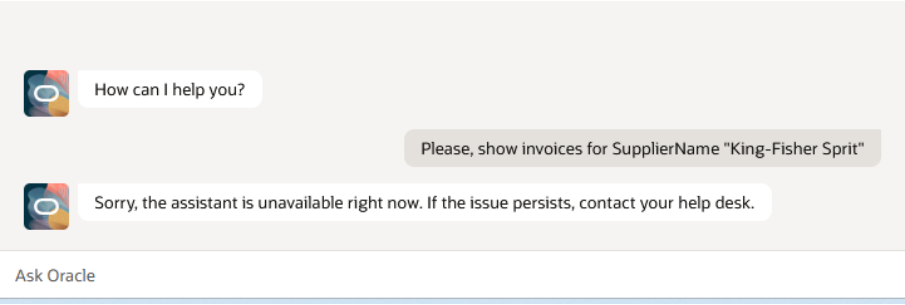 How can I help you?
Please, show invoices for SupplierName "King-Fisher Sprit"
Sorry, the assistant is unavailable right now. If the issue persists, contact your help desk.
Ask Oracle